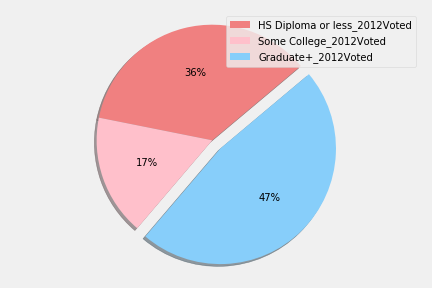 HS Diploma or less_2012Voted
Some College_2012Voted
Graduate+_2012Voted
36%
17%
47%